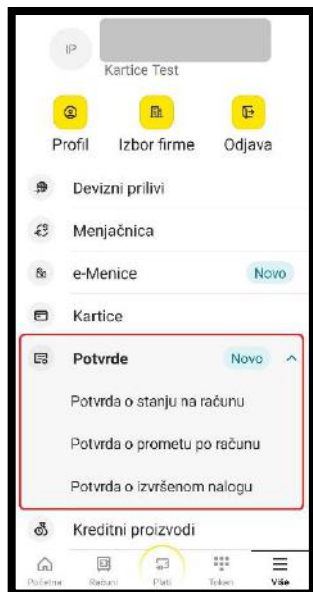 IP
Kartice Test
Profil Izbor firme Odjava
Devizni prilivi
Menjačnica
e-Menice Novo
Kartice
Potvrde Novo
Potvrda o stanju na računu
Potvrda o prometu po računu
Potvrda o izvršenom nalogu
Kreditni proizvodi
Početna Računi Plati Token Više